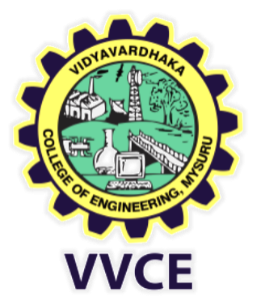 VIDYAVARDHAKA
COLLEGE OF ENGINEERING, MYSURU
VVCE